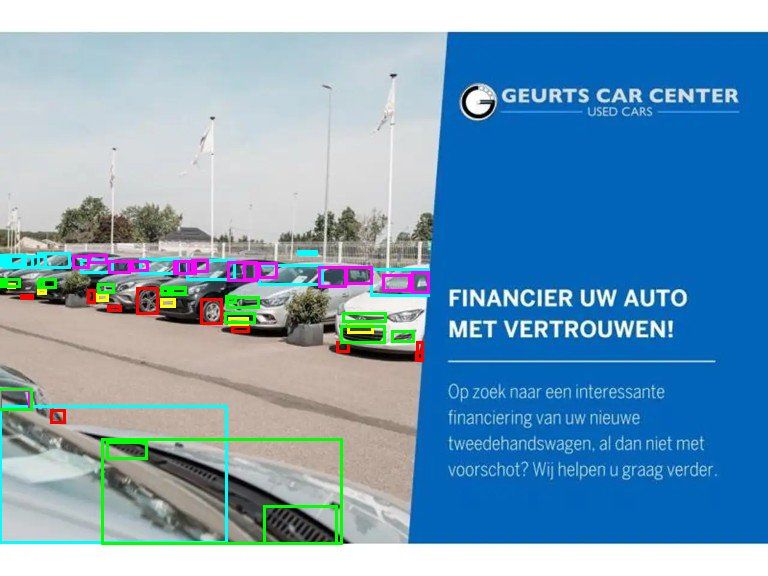 GEURTS CAR CENTER
USED CARS
FINANCIER UW AUTO
MET VERTROUWEN!
Op zoek naar een interessante
financiering van uw nieuwe
tweedehandswagen, al dan niet met
voorschot? Wij helpen u graag verder.